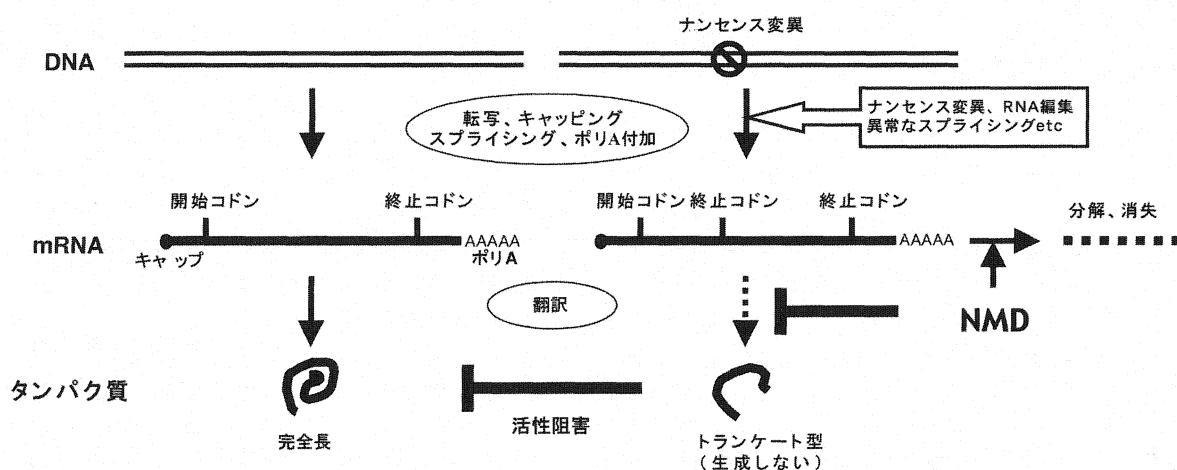 ナンセンス変異
DNA
転写、キャッピング
スプライシング、ポリA付加
ナンセンス変異、RNA編集
異常なスプライシングetc
開始コドン
終止コドン
開始コドン
終止コドン
終止コドン
分解、消失
mRNA
AAAAA
AAAAA
キャップ
ポリA
翻訳
NMD
タンパク質
活性阻害
完全長
トランケート型
（生成しない）